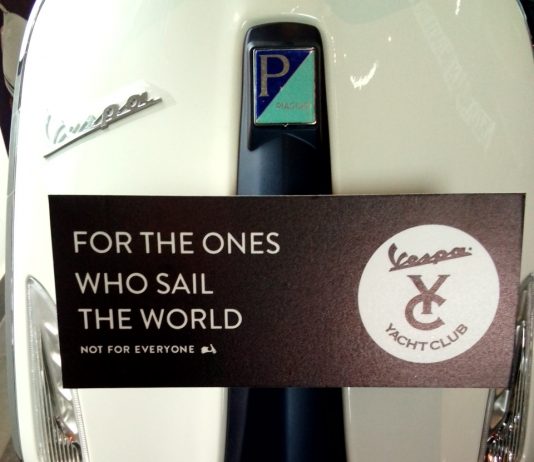 Vespa
P
PIAGGIO
FOR THE ONES
WHO SAIL
THE WORLD
NOT FOR EVERYONE
Vespa
YC
YACHT CLUB